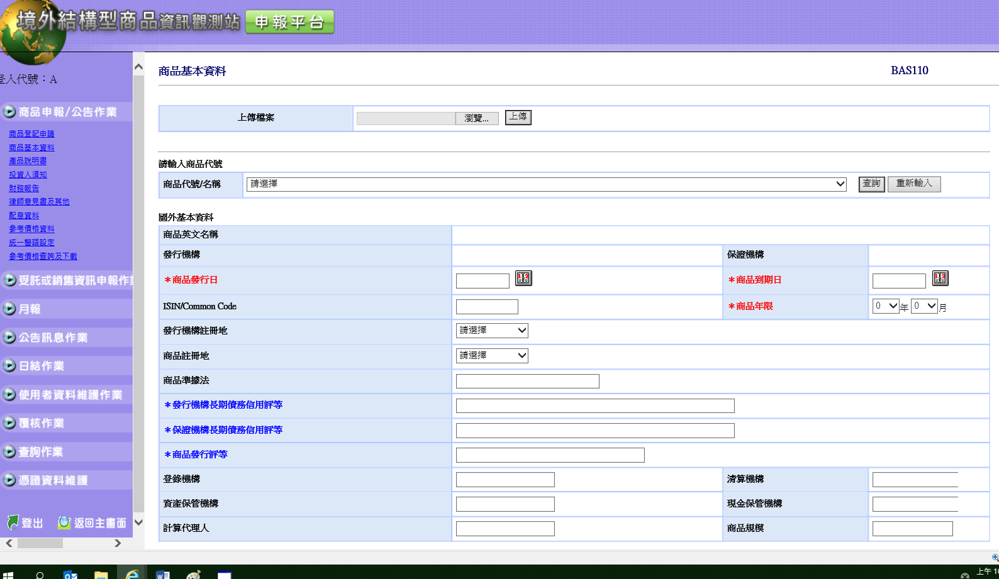 境外結構型商品資訊觀測站 申報平台
登入代號：A
商品申報/公告作業
商品登記申請
商品基本資料
產品說明書
投資人須知
財務報告
律師意見書及其他
配息資料
參考價格資料
統一警語設定
參考價格查詢及下載
受託或銷售資訊申報作
月報
公告訊息作業
日結作業
使用者資料維護作業
覆核作業
查詢作業
憑證資料維護
登出 返回主畫面
商品基本資料 BAS110
上傳檔案 瀏覽... 上傳
請輸入商品代號
商品代號/名稱 請選擇 查詢 重新輸入
國外基本資料
商品英文名稱
發行機構 保證機構
＊商品發行日 ＊商品到期日
ISIN/Common Code ＊商品年限 0 年 0 月
發行機構註冊地 請選擇
商品註冊地 請選擇
商品準據法
＊發行機構長期債務信用評等
＊保證機構長期債務信用評等
＊商品發行評等
登錄機構 清算機構
資產保管機構 現金保管機構
計算代理人 商品規模
上午